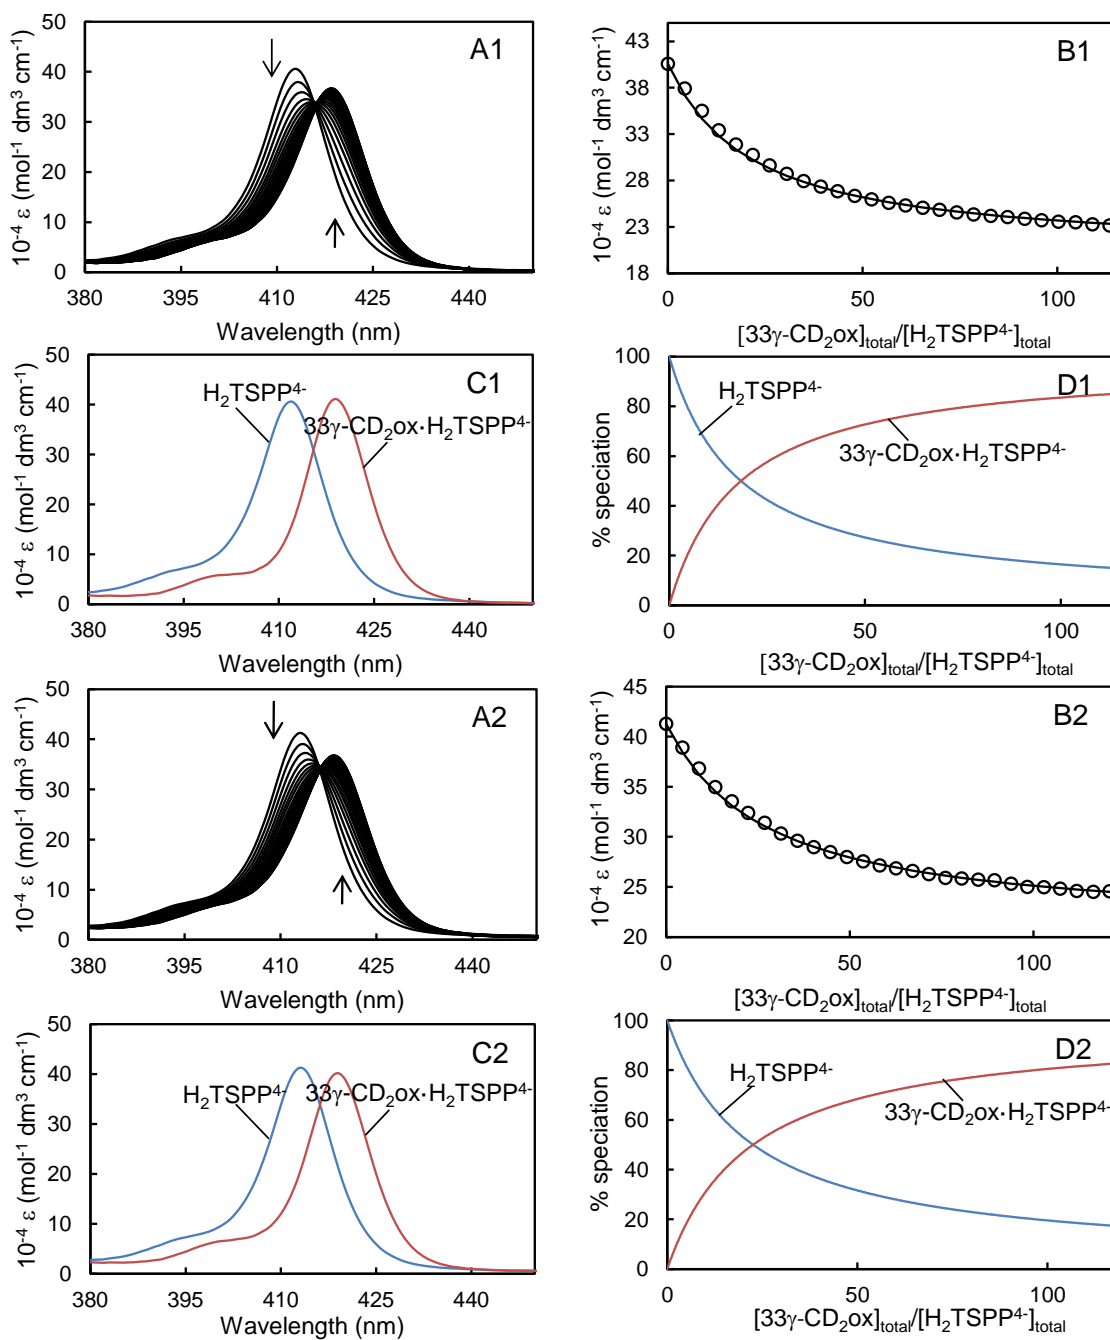 A1
10⁻⁴ ε (mol⁻¹ dm³ cm⁻¹)
50
40
30
20
10
0
380 395 410 425 440
Wavelength (nm)
B1
10⁻⁴ ε (mol⁻¹ dm³ cm⁻¹)
43
38
33
28
23
18
0 50 100
[33γ-CD₂ox]total/[H₂TSPP⁴⁻]total
C1
H₂TSPP⁴⁻
33γ-CD₂ox·H₂TSPP⁴⁻
10⁻⁴ ε (mol⁻¹ dm³ cm⁻¹)
50
40
30
20
10
0
380 395 410 425 440
Wavelength (nm)
D1
H₂TSPP⁴⁻
33γ-CD₂ox·H₂TSPP⁴⁻
% speciation
100
80
60
40
20
0
0 50 100
[33γ-CD₂ox]total/[H₂TSPP⁴⁻]total
A2
10⁻⁴ ε (mol⁻¹ dm³ cm⁻¹)
50
40
30
20
10
0
380 395 410 425 440
Wavelength (nm)
B2
10⁻⁴ ε (mol⁻¹ dm³ cm⁻¹)
45
40
35
30
25
20
0 50 100
[33γ-CD₂ox]total/[H₂TSPP⁴⁻]total
C2
H₂TSPP⁴⁻
33γ-CD₂ox·H₂TSPP⁴⁻
10⁻⁴ ε (mol⁻¹ dm³ cm⁻¹)
50
40
30
20
10
0
380 395 410 425 440
Wavelength (nm)
D2
H₂TSPP⁴⁻
33γ-CD₂ox·H₂TSPP⁴⁻
% speciation
100
80
60
40
20
0
0 50 100
[33γ-CD₂ox]total/[H₂TSPP⁴⁻]total